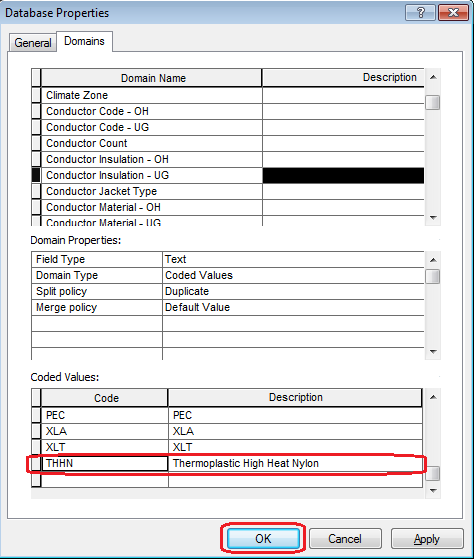 Database Properties
General Domains
Domain Name Description
Climate Zone
Conductor Code - OH
Conductor Code - UG
Conductor Count
Conductor Insulation - OH
Conductor Insulation - UG
Conductor Jacket Type
Conductor Material - OH
Conductor Material - UG
Domain Properties:
Field Type Text
Domain Type Coded Values
Split policy Duplicate
Merge policy Default Value
Coded Values:
Code Description
PEC PEC
XLA XLA
XLT XLT
THHN Thermoplastic High Heat Nylon
OK Cancel Apply